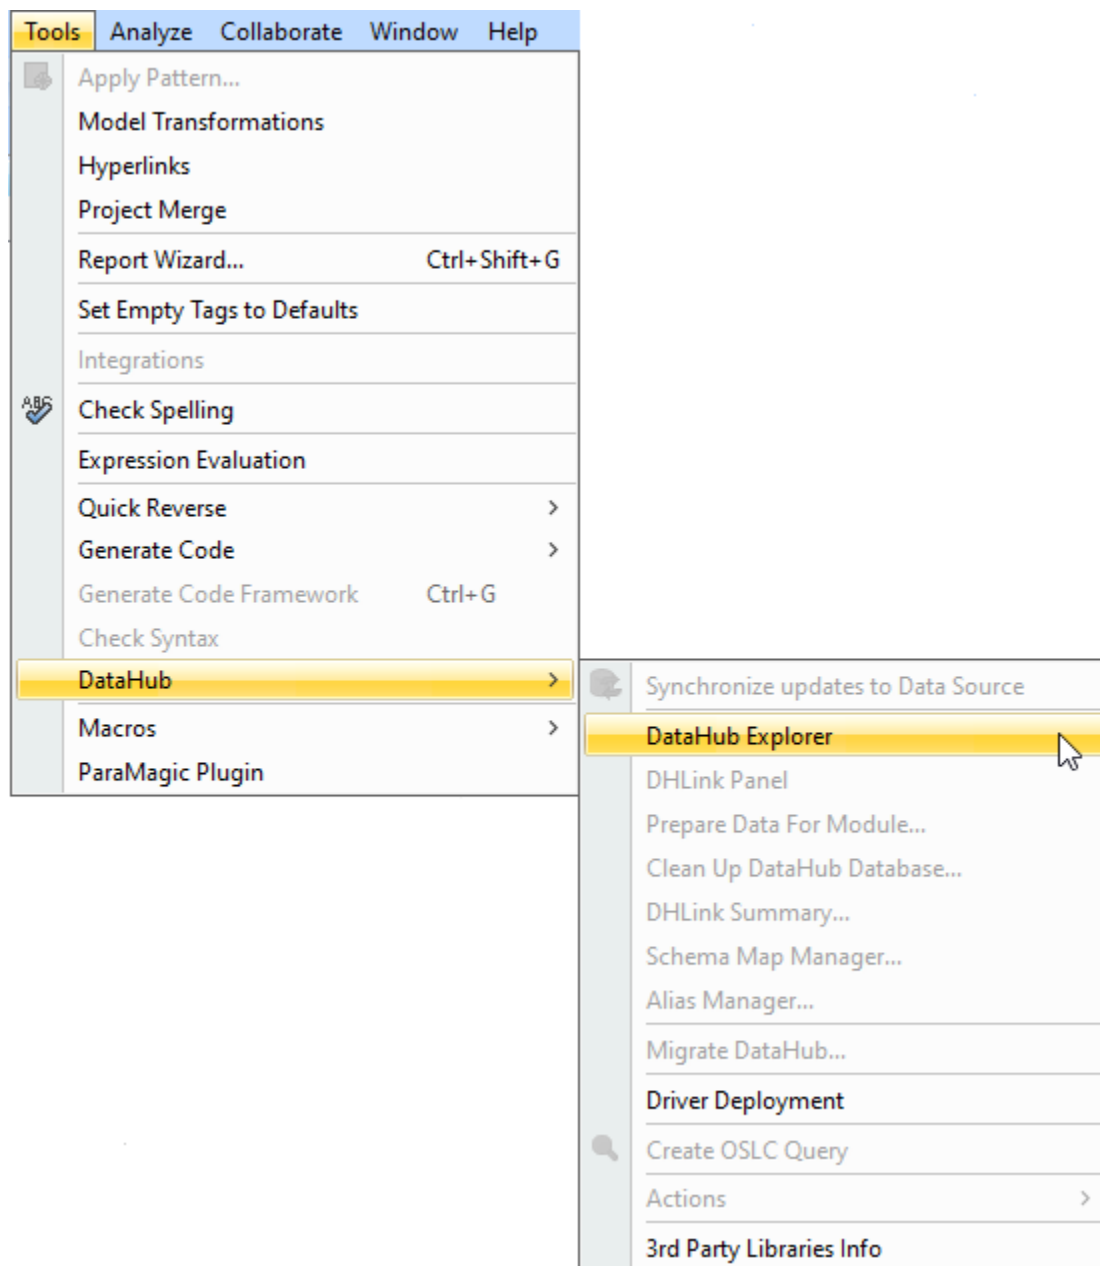 Tools Analyze Collaborate Window Help
Apply Pattern...
Model Transformations
Hyperlinks
Project Merge
Report Wizard... Ctrl+Shift+G
Set Empty Tags to Defaults
Integrations
ABC Check Spelling
Expression Evaluation
Quick Reverse
Generate Code
Generate Code Framework Ctrl+G
Check Syntax
DataHub
Macros
ParaMagic Plugin
Synchronize updates to Data Source
DataHub Explorer
DHLink Panel
Prepare Data For Module...
Clean Up DataHub Database...
DHLink Summary...
Schema Map Manager...
Alias Manager...
Migrate DataHub...
Driver Deployment
Create OSLC Query
Actions
3rd Party Libraries Info